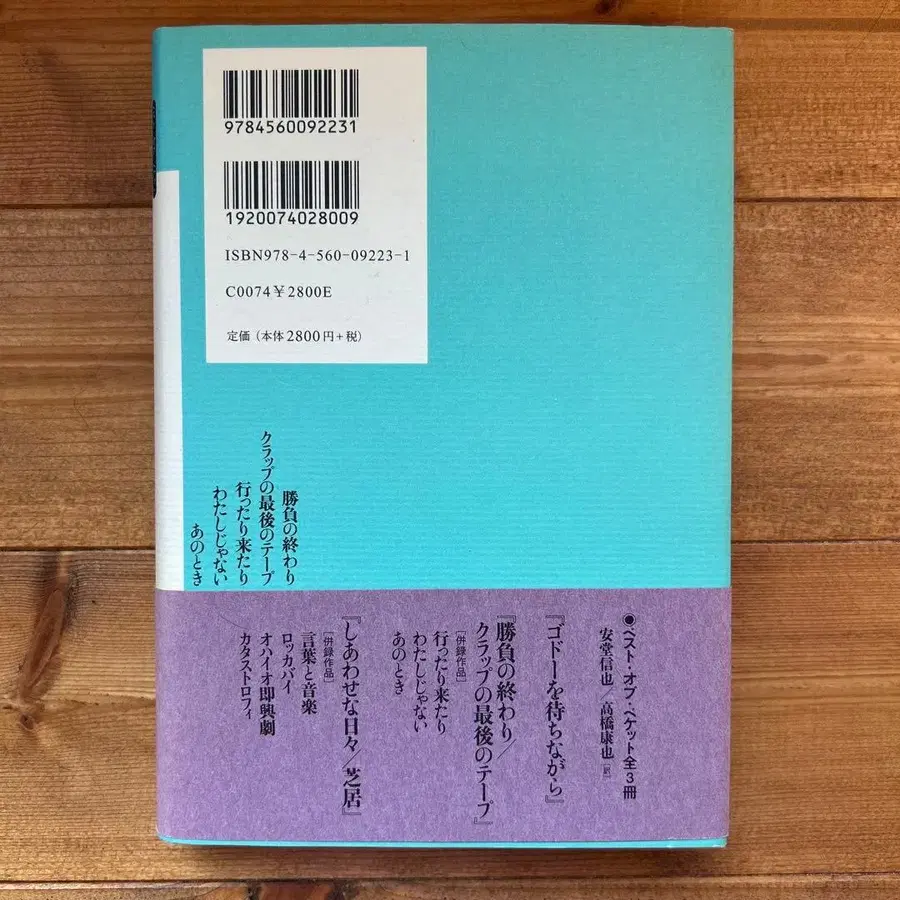 9784560092231
1920074028009
ISBN978-4-560-09223-1
C0074 ¥2800E
定価（本体2800円+税）
勝負の終わり
クラップの最後のテープ
行ったり来たり
わたしじゃない
あのとき
◉ベスト・オブ・ベケット全3冊
安堂信也/高橋康也［訳］
『ゴドーを待ちながら』
『勝負の終わり/
クラップの最後のテープ』
［併録作品］
行ったり来たり
わたしじゃない
あのとき
『しあわせな日々/芝居』
［併録作品］
言葉と音楽
ロッカバイ
オハイオ即興劇
カタストロフィ